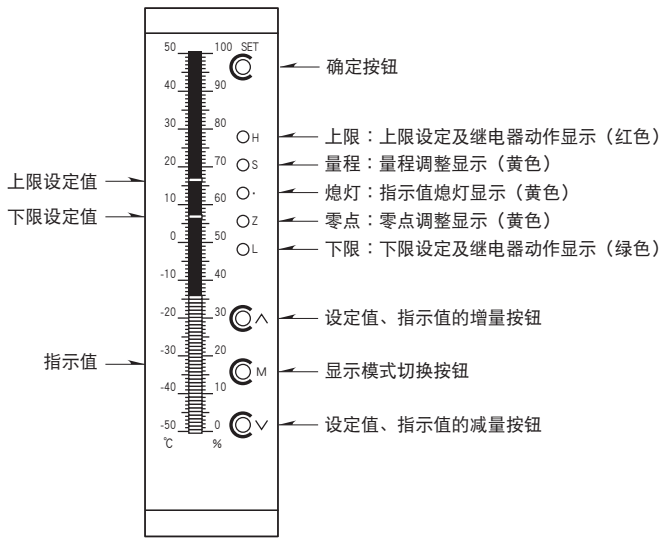 50 100 SET
确定按钮
40 90
30 80
H
上限：上限设定及继电器动作显示（红色）
20 70
S
量程：量程调整显示（黄色）
上限设定值
10 60
·
熄灯：指示值熄灯显示（黄色）
下限设定值
Z
零点：零点调整显示（黄色）
0 50
L
下限：下限设定及继电器动作显示（绿色）
-10 40
-20 30
设定值、指示值的增量按钮
-30 20
指示值
M
显示模式切换按钮
-40 10
-50 0
设定值、指示值的减量按钮
℃ %